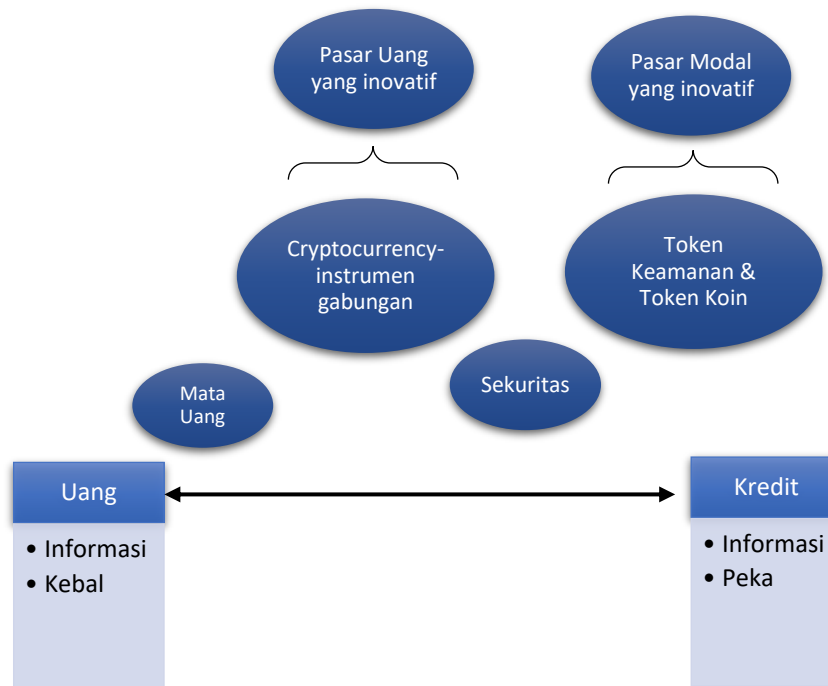 Pasar Uang
yang inovatif
Pasar Modal
yang inovatif
Cryptocurrency-
instrumen
gabungan
Token
Keamanan &
Token Koin
Mata
Uang
Sekuritas
Uang
• Informasi
• Kebal
Kredit
• Informasi
• Peka